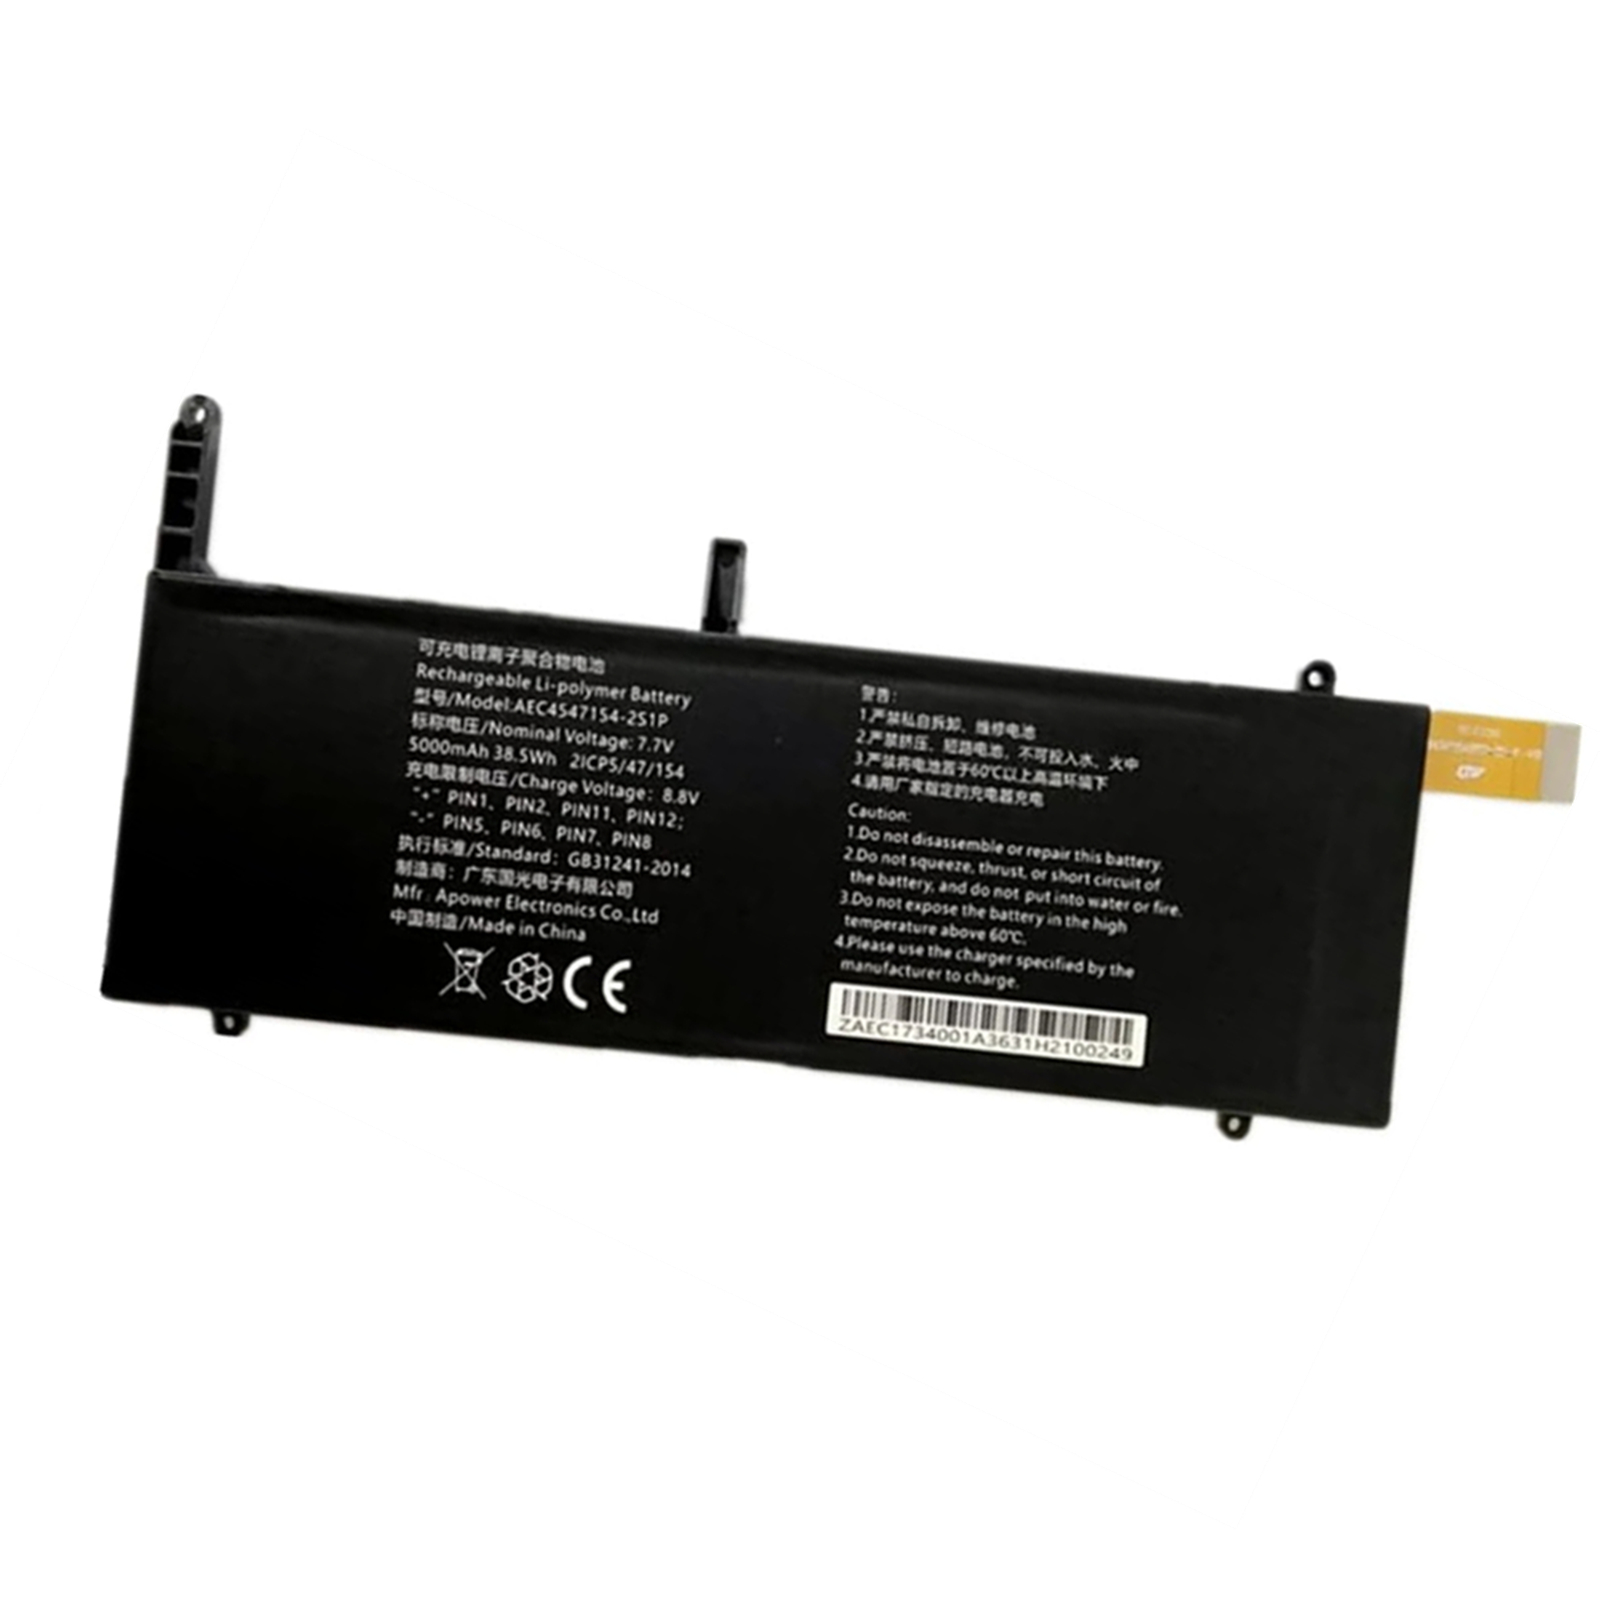 可充电锂离子聚合物电池
Rechargeable Li-polymer Battery
型号/Model:AEC4547154-2S1P
标称电压/Nominal Voltage: 7.7V
5000mAh 38.5Wh 2ICP5/47/154
充电限制电压/Charge Voltage: 8.8V
"+" PIN1、PIN2、PIN11、PIN12;
"-" PIN5、PIN6、PIN7、PIN8
执行标准/Standard: GB31241-2014
制造商: 广东国光电子有限公司
Mfr. Apower Electronics Co.,Ltd
中国制造/Made in China
CE
警告:
1.严禁私自拆卸、维修电池
2.严禁挤压、短路电池, 不可投入水、火中
3.严禁将电池置于60℃以上高温环境下
4.请用厂家指定的充电器充电
Caution:
1.Do not disassemble or repair this battery.
2.Do not squeeze, thrust, or short circuit of
the battery, and do not put into water or fire.
3.Do not expose the battery in the high
temperature above 60℃.
4.Please use the charger specified by the
manufacturer to charge.
ZAEC1734001A3631H2100249